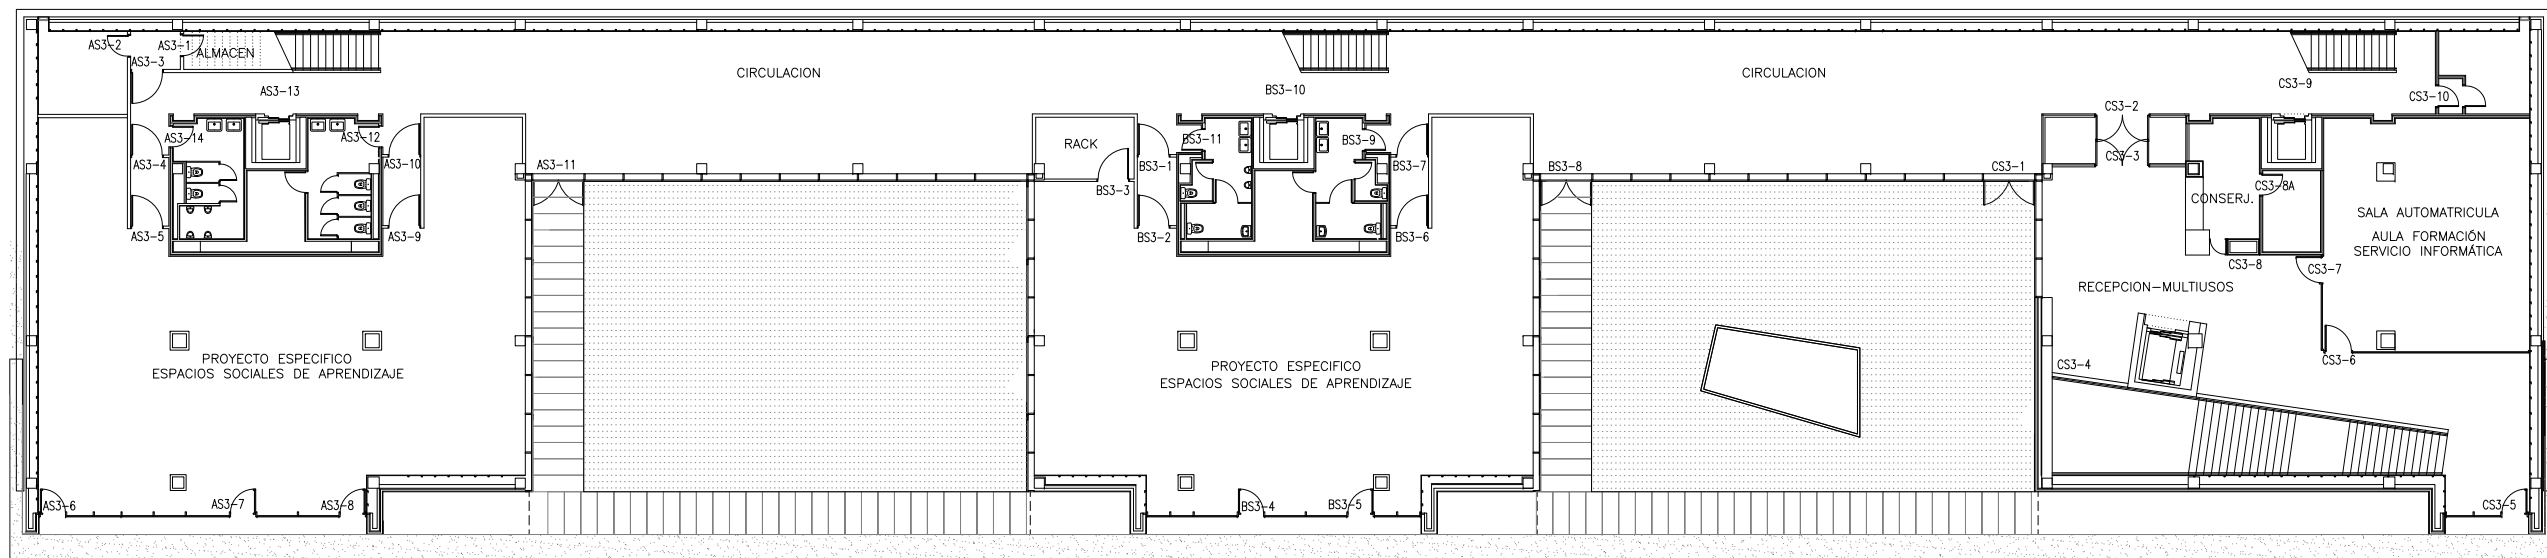 AS3-2
AS3-1
ALMACEN
AS3-3
AS3-13
CIRCULACION
BS3-10
CIRCULACION
CS3-9
CS3-10
CS3-2
AS3-14
AS3-12
AS3-4
AS3-10
AS3-11
RACK
BS3-11
BS3-9
BS3-1
BS3-7
BS3-3
BS3-8
CS3-1
CS3-3
CS3-8A
CONSERJ.
SALA AUTOMATRICULA
AULA FORMACIÓN
SERVICIO INFORMÁTICA
AS3-5
AS3-9
BS3-2
BS3-6
CS3-8
CS3-7
RECEPCION-MULTIUSOS
PROYECTO ESPECIFICO
ESPACIOS SOCIALES DE APRENDIZAJE
PROYECTO ESPECIFICO
ESPACIOS SOCIALES DE APRENDIZAJE
CS3-4
CS3-6
AS3-6
AS3-7
AS3-8
BS3-4
BS3-5
CS3-5